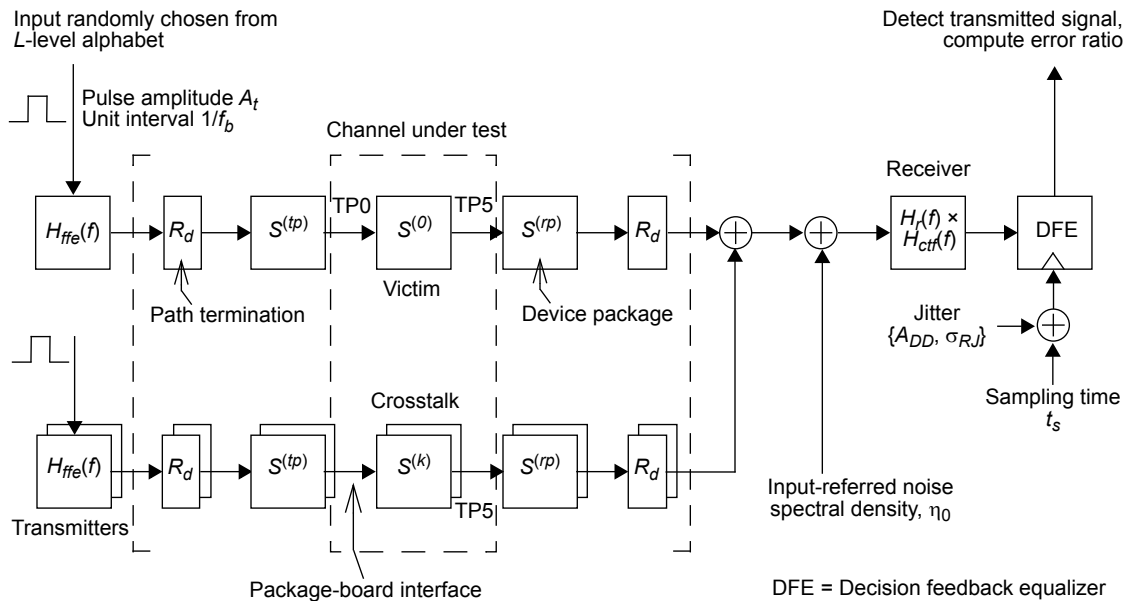 Input randomly chosen from
L-level alphabet
Detect transmitted signal,
compute error ratio
Pulse amplitude At
Unit interval 1/fb
Channel under test
Receiver
Hffe(f)
Rd
S(tp)
TP0
S(0)
TP5
S(rp)
Rd
Hr(f) ×
Hctf(f)
DFE
Victim
Path termination
Device package
Jitter
{ADD, σRJ}
Sampling time
ts
Crosstalk
Hffe(f)
Rd
S(tp)
S(k)
S(rp)
Rd
TP5
Transmitters
Input-referred noise
spectral density, η0
Package-board interface
DFE = Decision feedback equalizer